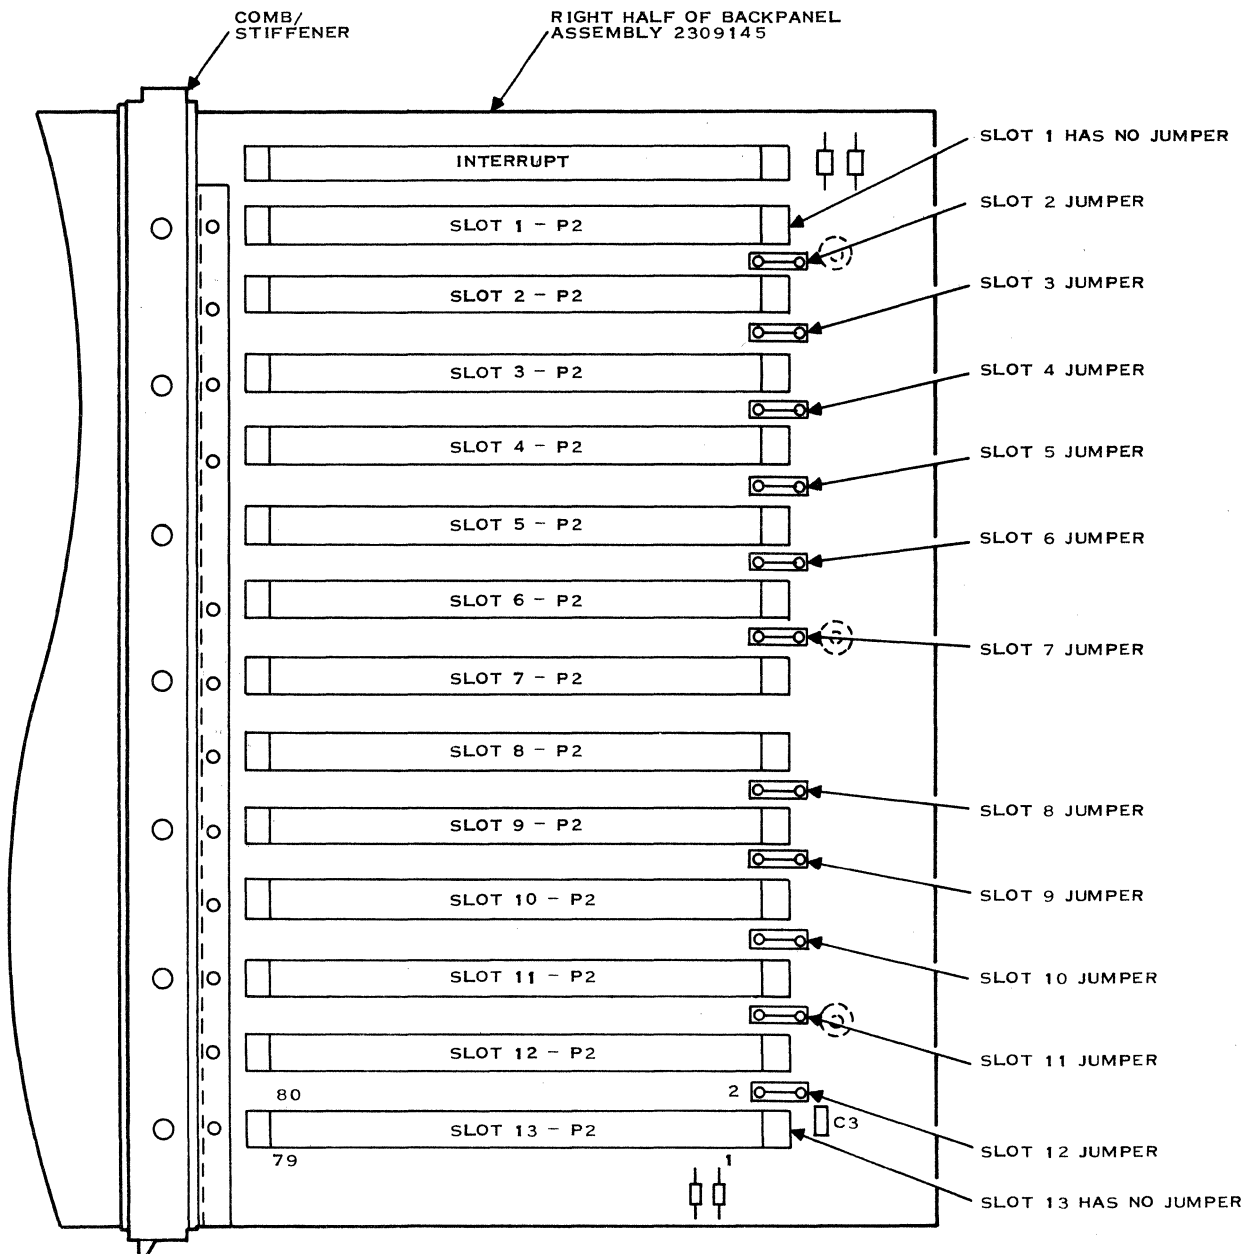 COMB/
STIFFENER
RIGHT HALF OF BACKPANEL
ASSEMBLY 2309145
SLOT 1 HAS NO JUMPER
INTERRUPT
SLOT 2 JUMPER
SLOT 1 - P2
SLOT 3 JUMPER
SLOT 2 - P2
SLOT 4 JUMPER
SLOT 3 - P2
SLOT 5 JUMPER
SLOT 4 - P2
SLOT 6 JUMPER
SLOT 5 - P2
SLOT 6 - P2
SLOT 7 JUMPER
SLOT 7 - P2
SLOT 8 - P2
SLOT 8 JUMPER
SLOT 9 - P2
SLOT 9 JUMPER
SLOT 10 - P2
SLOT 10 JUMPER
SLOT 11 - P2
SLOT 11 JUMPER
SLOT 12 - P2
80
2
C3
SLOT 13 - P2
SLOT 12 JUMPER
79
1
SLOT 13 HAS NO JUMPER